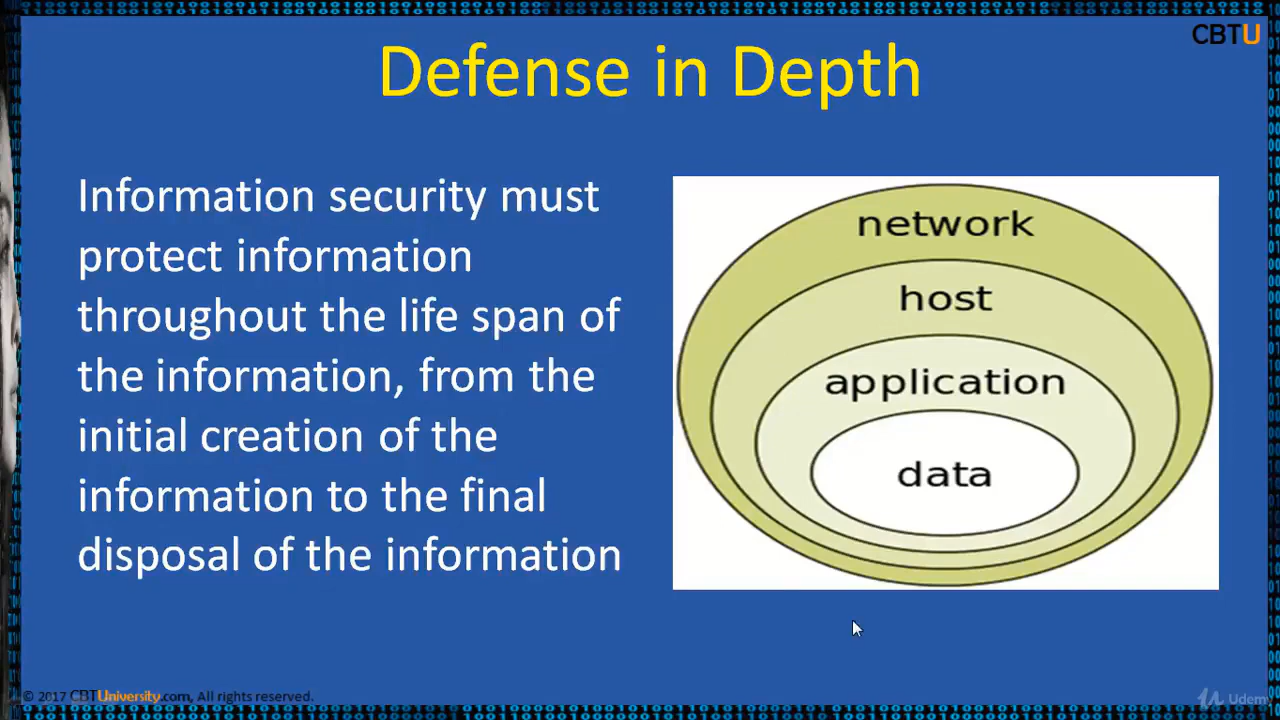 CBTU
Defense in Depth
Information security must
protect information
throughout the life span of
the information, from the
initial creation of the
information to the final
disposal of the information
network
host
application
data
© 2017 CBTUniversity.com, All rights reserved.
Udemy